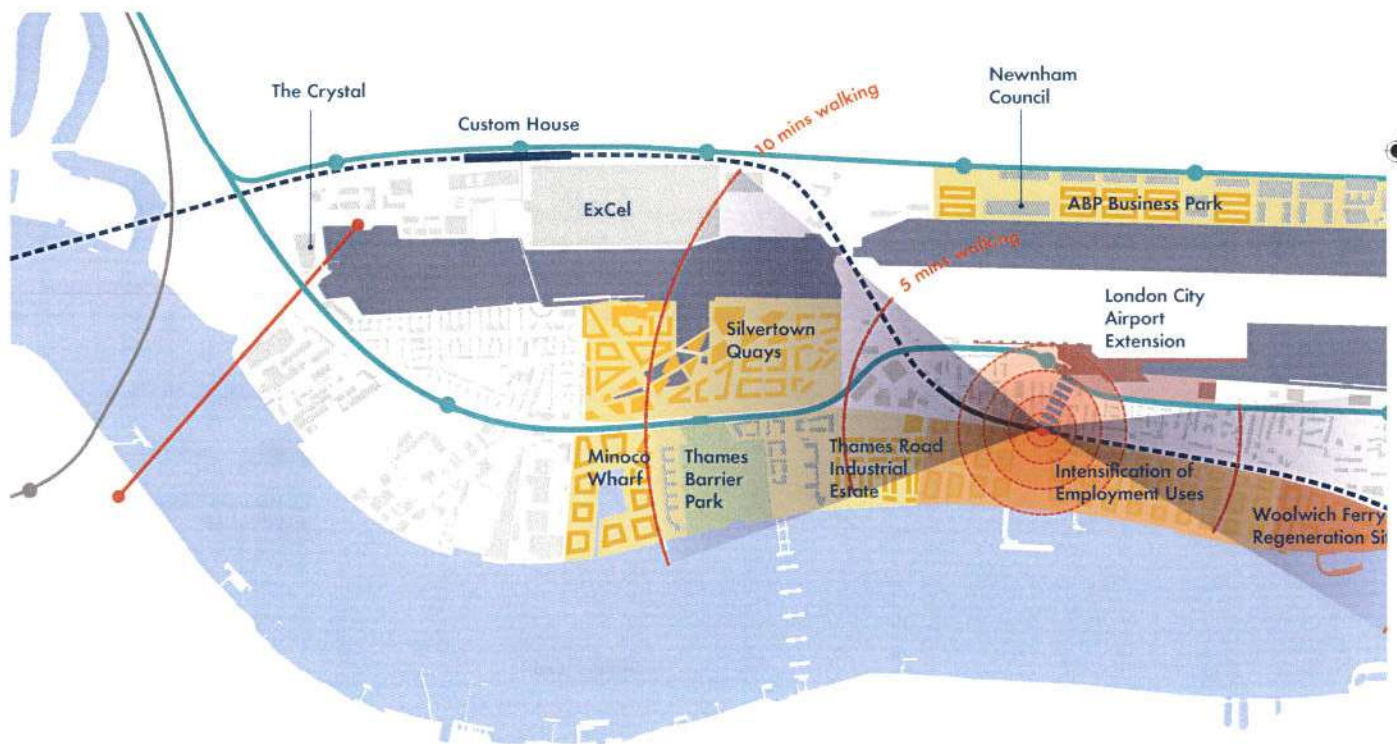 The Crystal
Custom House
10 mins walking
Newnham
Council
ExCel
ABP Business Park
5 mins walking
London City
Airport
Extension
Silvertown
Quays
Minoco
Wharf
Thames
Barrier
Park
Thames Road
Industrial
Estate
Intensification of
Employment Uses
Woolwich Ferry
Regeneration Sit